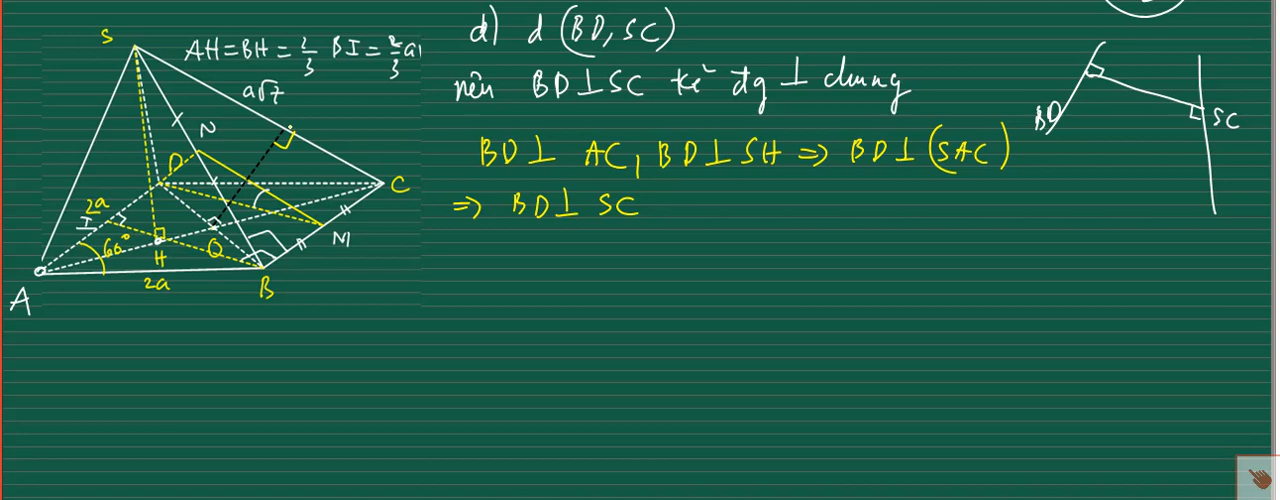 d) d (BD, SC)
nên BD⊥SC kẻ đg ⊥ chung
BD⊥ AC, BD⊥SH => BD⊥(SAC)
=> BD⊥ SC
AH=BH= 2/3 BI = 2/3 a
a√7
S
N
D
C
2a
I
60°
H
O
M
A
2a
B
BD
SC